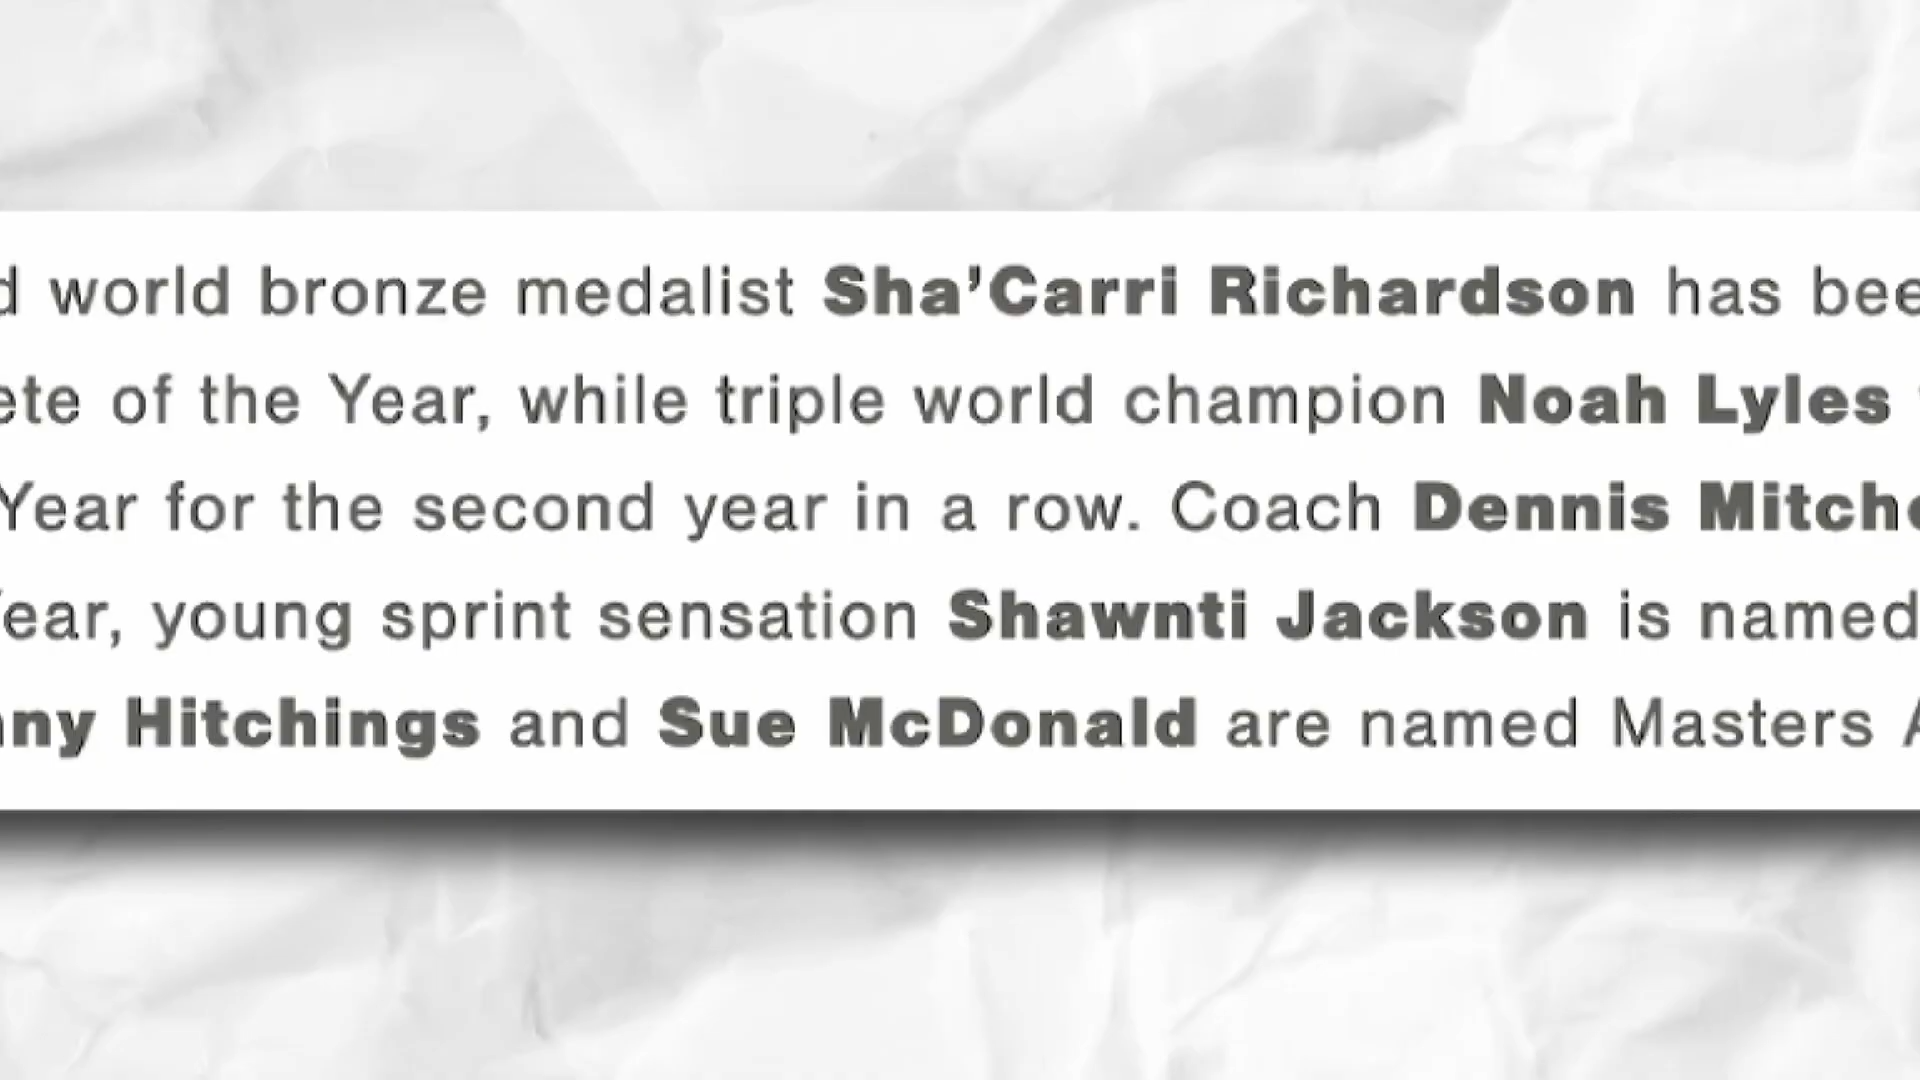 d world bronze medalist Sha’Carri Richardson has bee
ete of the Year, while triple world champion Noah Lyles
Year for the second year in a row. Coach Dennis Mitche
ear, young sprint sensation Shawnti Jackson is named
nny Hitchings and Sue McDonald are named Masters A